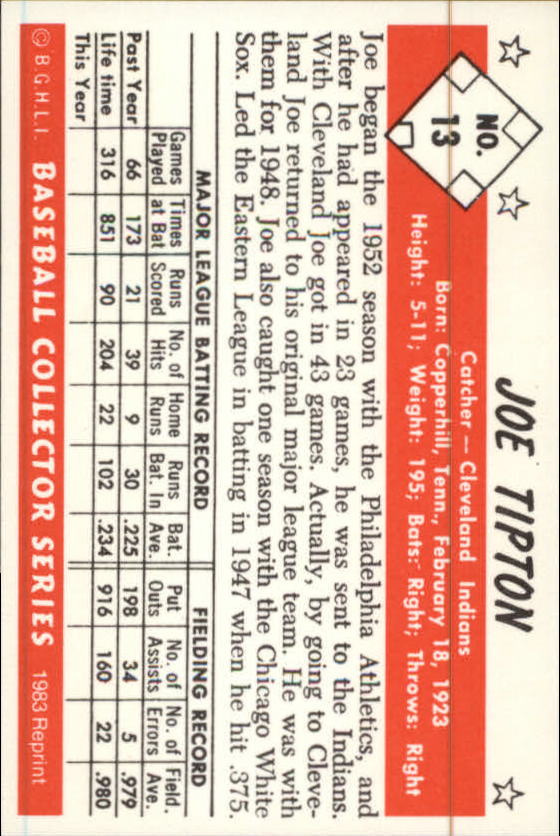 JOE TIPTON
NO.
13
Catcher — Cleveland Indians
Born: Copperhill, Tenn., February 18, 1923
Height: 5-11; Weight: 195; Bats: Right; Throws: Right
Joe began the 1952 season with the Philadelphia Athletics, and
after he had appeared in 23 games, he was sent to the Indians.
With Cleveland Joe got in 43 games. Actually, by going to Cleve-
land Joe returned to his original major league team. He was with
them for 1948. Joe also caught one season with the Chicago White
Sox. Led the Eastern League in batting in 1947 when he hit .375.
MAJOR LEAGUE BATTING RECORD FIELDING RECORD
Games Times Runs No. of Home Runs Bat. Put No. of No. of Field.
Played at Bat Scored Hits Runs Bat. In Ave. Outs Assists Errors Ave.
Past Year 66 173 21 39 9 30 .225 198 34 5 .979
Life time 316 851 90 204 22 102 .234 916 160 22 .980
This Year
© B.G.H.L.I. BASEBALL COLLECTOR SERIES 1983 Reprint